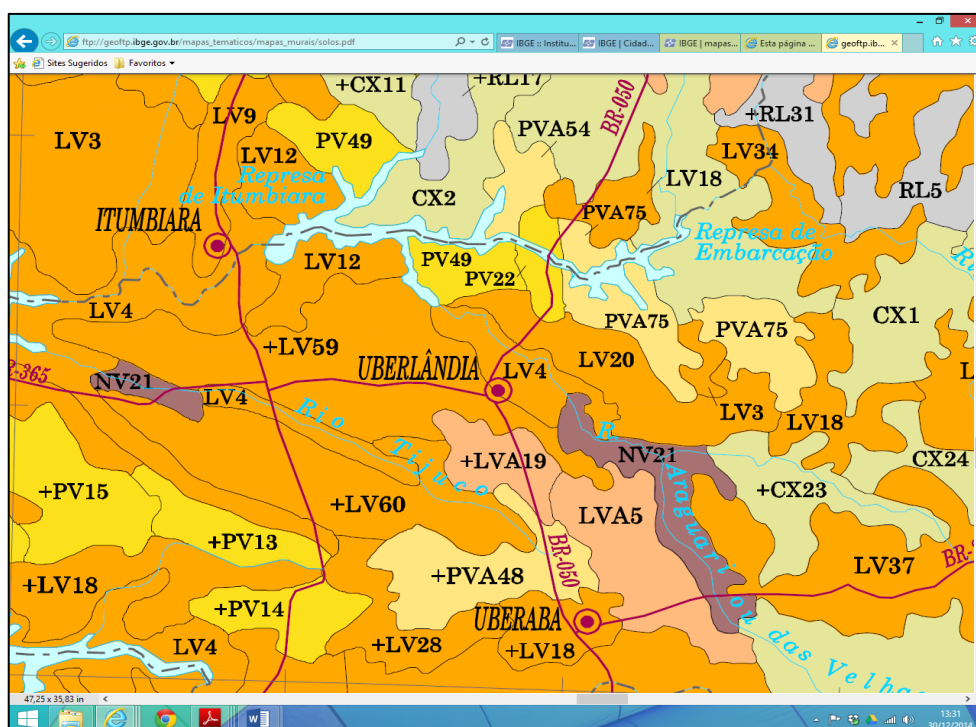 ftp://geoftp.ibge.gov.br/mapas_tematicos/mapas_murais/solos.pdf
IBGE :: Institu...
IBGE | Cidad...
IBGE | mapas...
Esta página ...
geoftp.ib...
Sites Sugeridos
Favoritos
+CX11
+RL17
BR-050
+RL31
LV9
PV49
PVA54
LV3
LV12
LV34
LV18
RL5
Represa
de Itumbiara
CX2
PVA75
ITUMBIARA
Represa de
Embarcação
LV12
PV49
PV22
LV4
PVA75
PVA75
CX1
+LV59
UBERLÂNDIA
LV4
LV20
R-365
NV21
LV4
LV3
LV18
Rio Tijuco
R. Araguari ou das Velha
NV21
CX24
+LVA19
+PV15
+CX23
+LV60
LVA5
+PV13
BR-050
LV37
+LV18
+PVA48
+PV14
UBERABA
LV4
+LV28
+LV18
47,25 x 35,83 in
13:31
30/12/2014